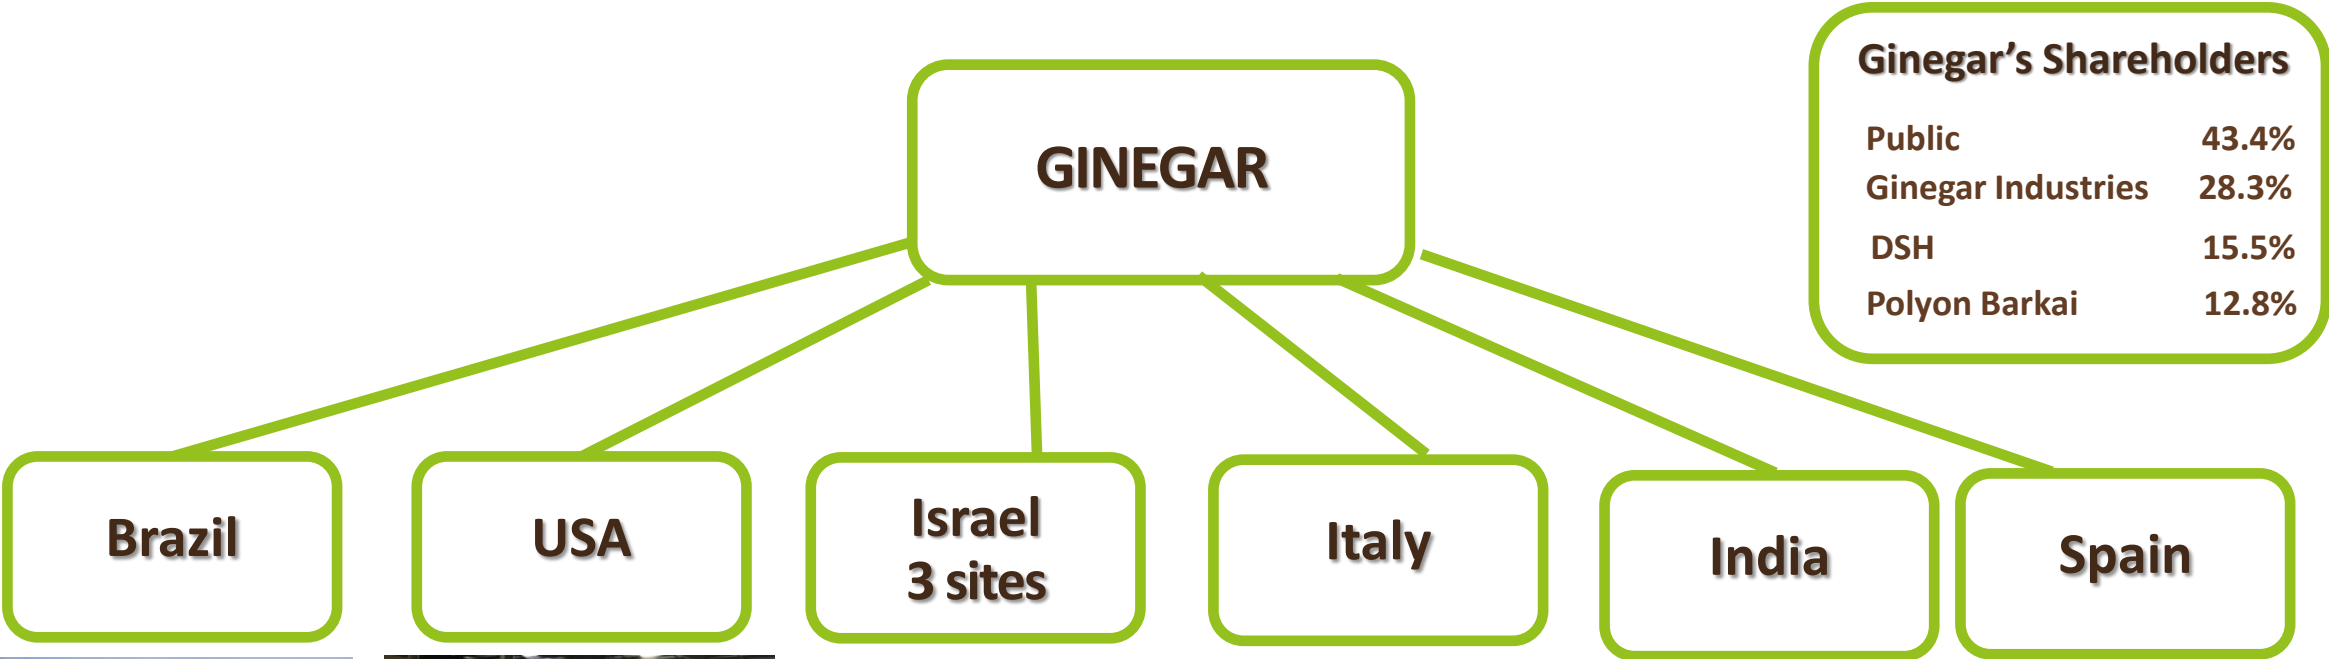 Ginegar’s Shareholders
Public 43.4%
Ginegar Industries 28.3%
DSH 15.5%
Polyon Barkai 12.8%
GINEGAR
Brazil
USA
Israel
3 sites
Italy
India
Spain